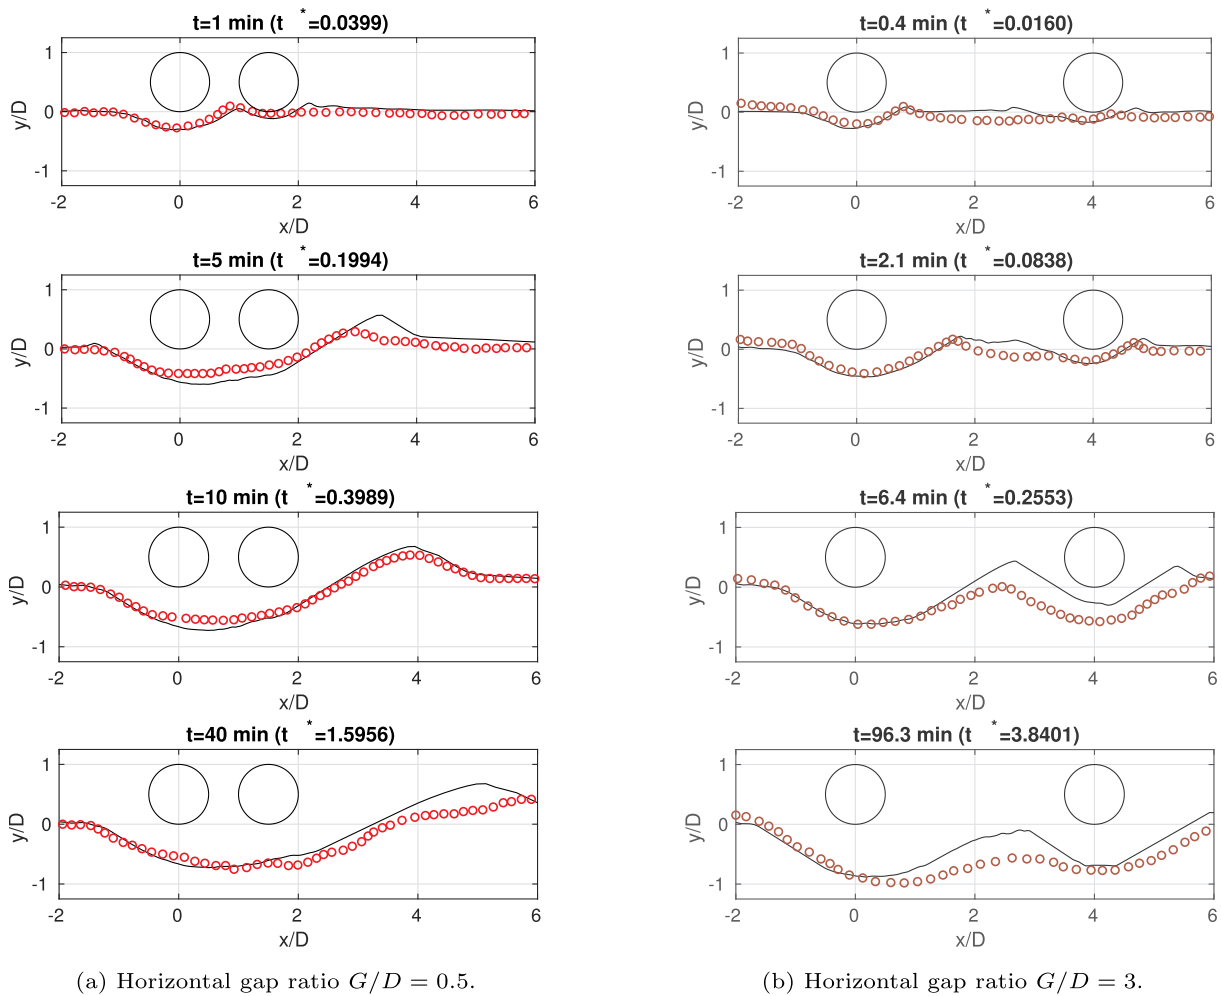 t=1 min (t *=0.0399)
1
0
-1
y/D
-2 0 2 4 6
x/D
t=5 min (t *=0.1994)
1
0
-1
y/D
-2 0 2 4 6
x/D
t=10 min (t *=0.3989)
1
0
-1
y/D
-2 0 2 4 6
x/D
t=40 min (t *=1.5956)
1
0
-1
y/D
-2 0 2 4 6
x/D
(a) Horizontal gap ratio G/D = 0.5.
t=0.4 min (t *=0.0160)
1
0
-1
y/D
-2 0 2 4 6
x/D
t=2.1 min (t *=0.0838)
1
0
-1
y/D
-2 0 2 4 6
x/D
t=6.4 min (t *=0.2553)
1
0
-1
y/D
-2 0 2 4 6
x/D
t=96.3 min (t *=3.8401)
1
0
-1
y/D
-2 0 2 4 6
x/D
(b) Horizontal gap ratio G/D = 3.